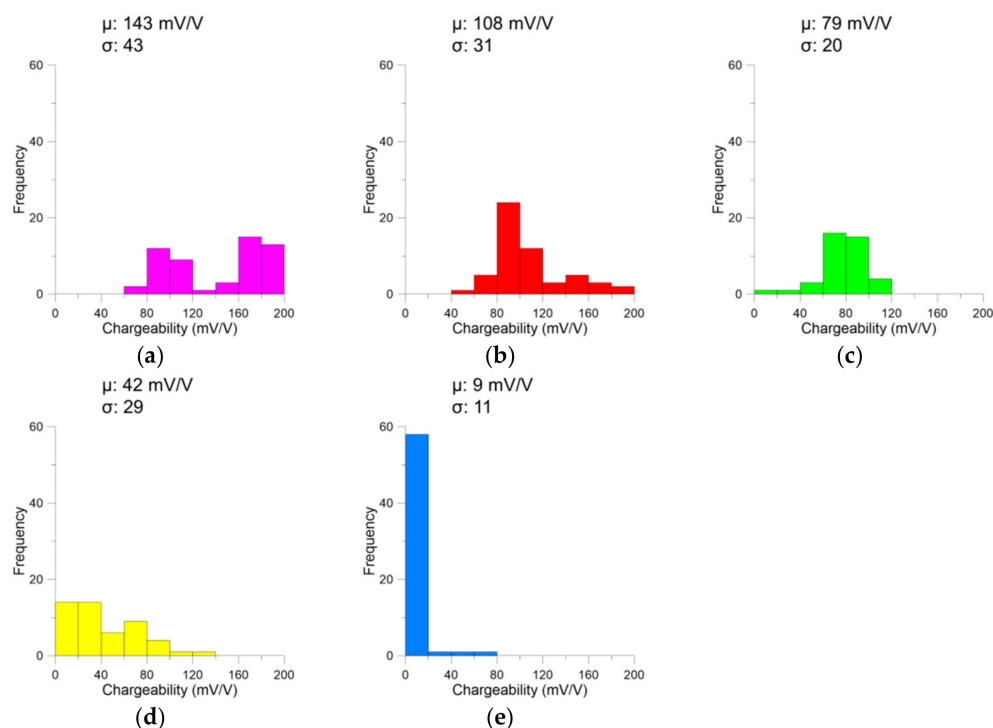 μ: 143 mV/V
σ: 43
60
40
20
0
Frequency
0 40 80 120 160 200
Chargeability (mV/V)
(a)
μ: 108 mV/V
σ: 31
60
40
20
0
Frequency
0 40 80 120 160 200
Chargeability (mV/V)
(b)
μ: 79 mV/V
σ: 20
60
40
20
0
Frequency
0 40 80 120 160 200
Chargeability (mV/V)
(c)
μ: 42 mV/V
σ: 29
60
40
20
0
Frequency
0 40 80 120 160 200
Chargeability (mV/V)
(d)
μ: 9 mV/V
σ: 11
60
40
20
0
Frequency
0 40 80 120 160 200
Chargeability (mV/V)
(e)